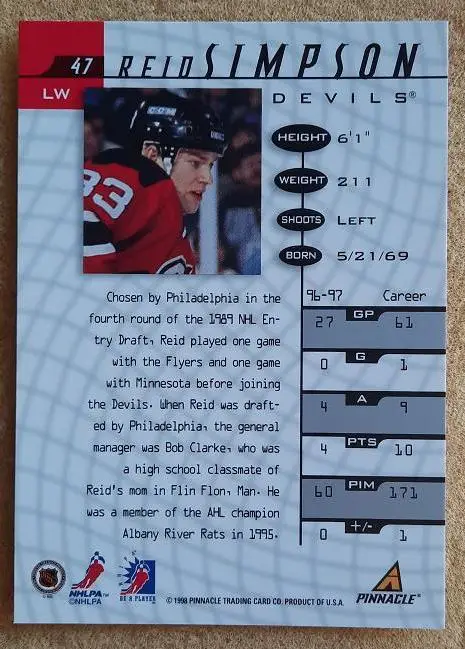 47 REID SIMPSON
LW
DEVILS®
CCM
33
HEIGHT 6'1"
WEIGHT 211
SHOOTS LEFT
BORN 5/21/69
Chosen by Philadelphia in the
fourth round of the 1989 NHL En-
try Draft, Reid played one game
with the Flyers and one game
with Minnesota before joining
the Devils. When Reid was draft-
ed by Philadelphia, the general
manager was Bob Clarke, who was
a high school classmate of
Reid's mom in Flin Flon, Man. He
was a member of the AHL champion
Albany River Rats in 1995.
96-97 Career
27 GP 61
0 G 1
4 A 9
4 PTS 10
60 PIM 171
0 +/- 1
NHLPA™
©NHLPA
BE A PLAYER
© 1998 PINNACLE TRADING CARD CO. PRODUCT OF U.S.A.
PINNACLE®